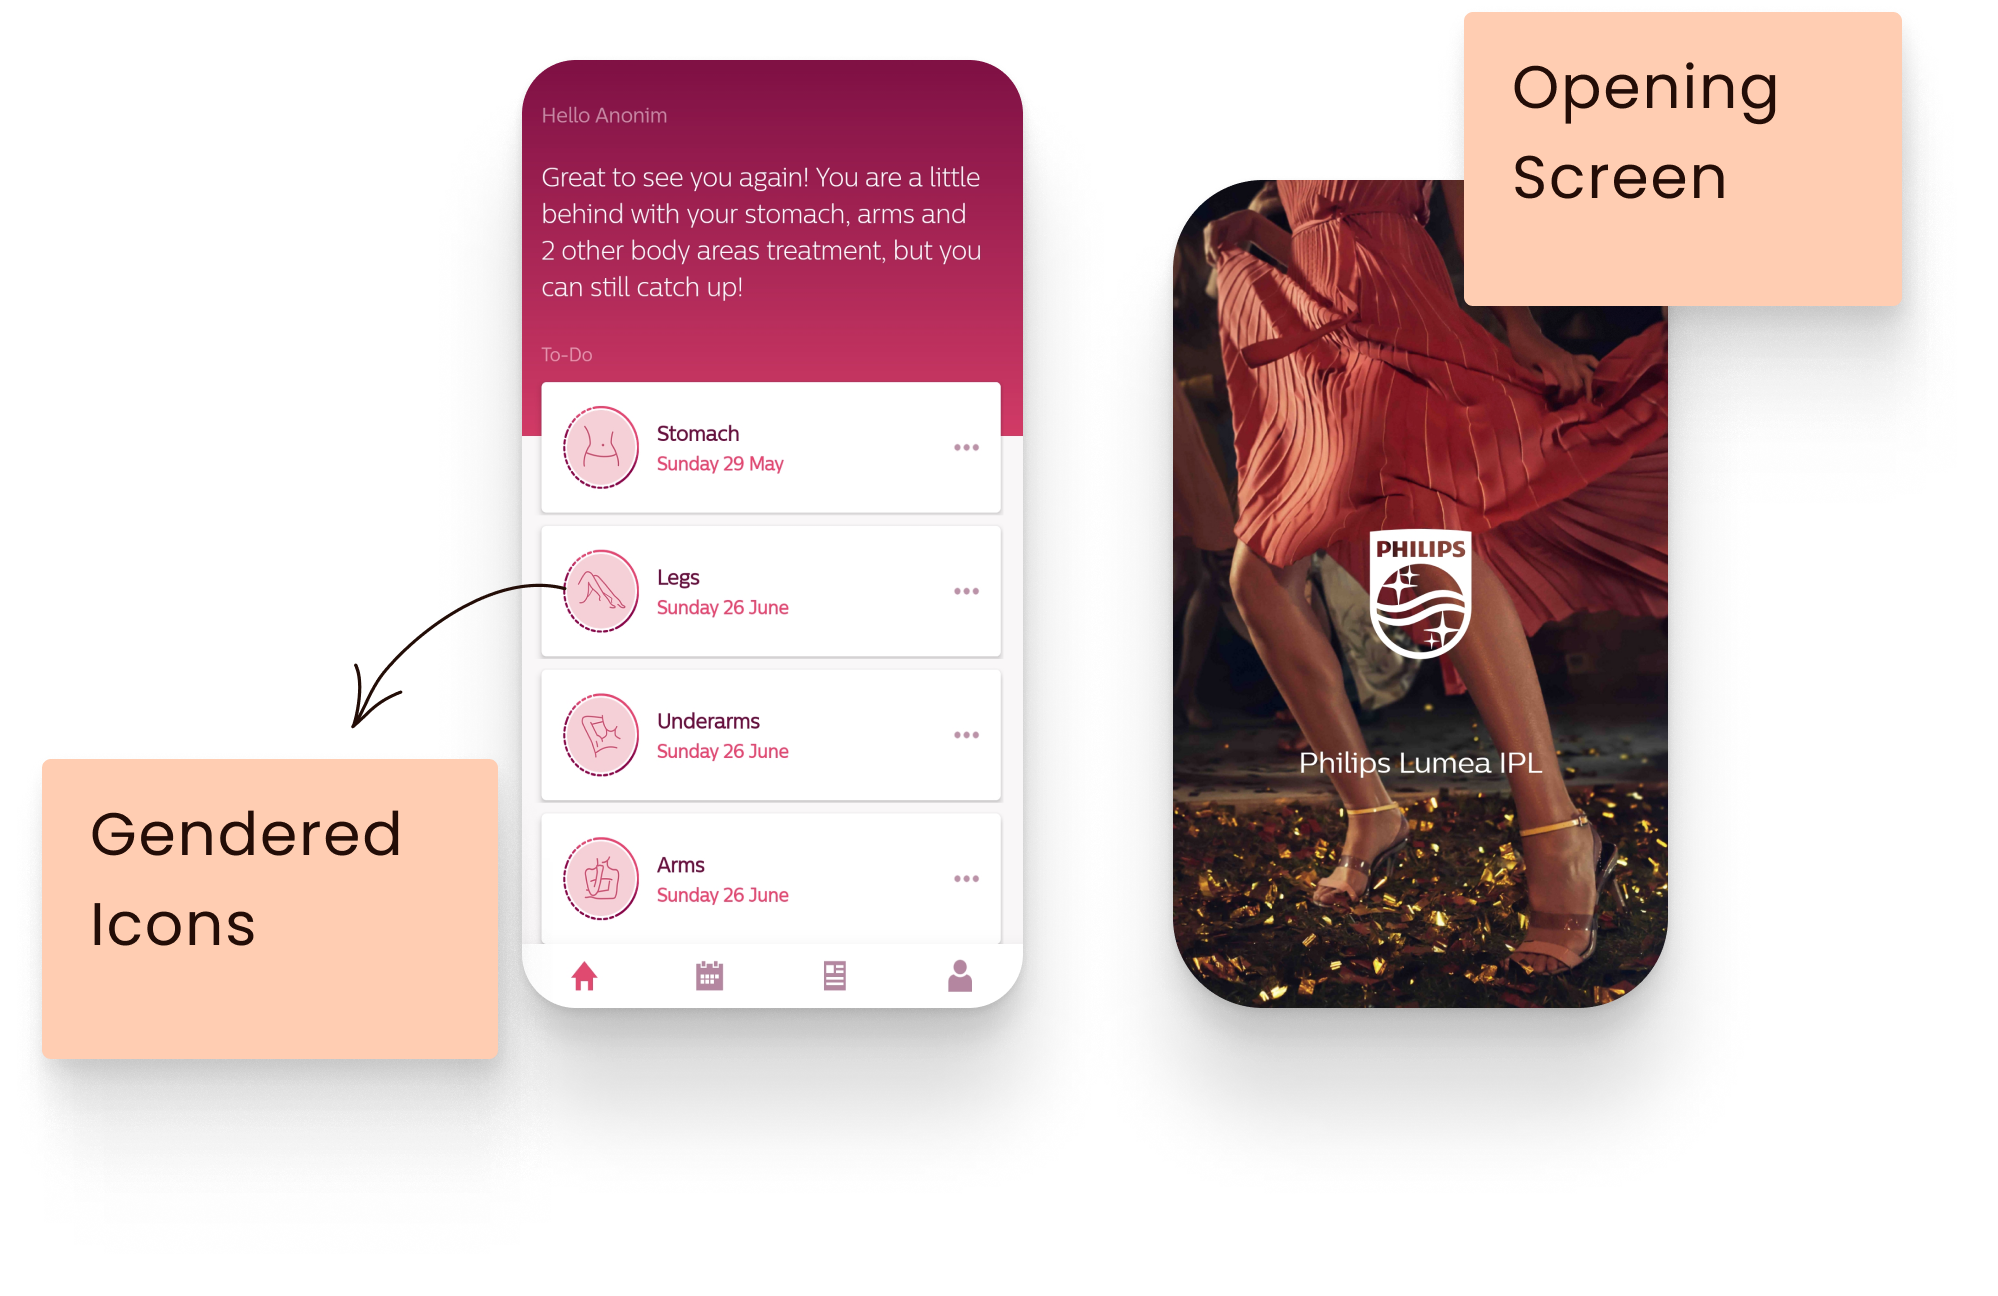 Hello Anonim
Great to see you again! You are a little
behind with your stomach, arms and
2 other body areas treatment, but you
can still catch up!
To-Do
Stomach
Sunday 29 May
Legs
Sunday 26 June
Underarms
Sunday 26 June
Arms
Sunday 26 June
Gendered
Icons
Opening
Screen
PHILIPS
Philips Lumea IPL